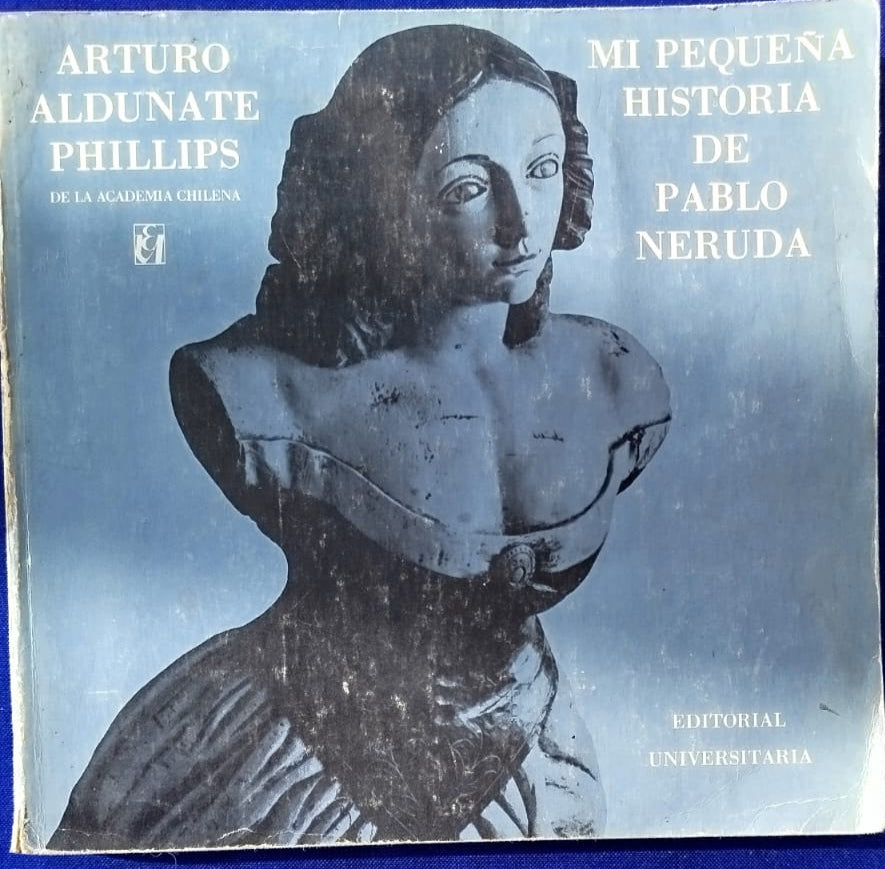 ARTURO
ALDUNATE
PHILLIPS
DE LA ACADEMIA CHILENA
MI PEQUEÑA
HISTORIA
DE
PABLO
NERUDA
EDITORIAL
UNIVERSITARIA